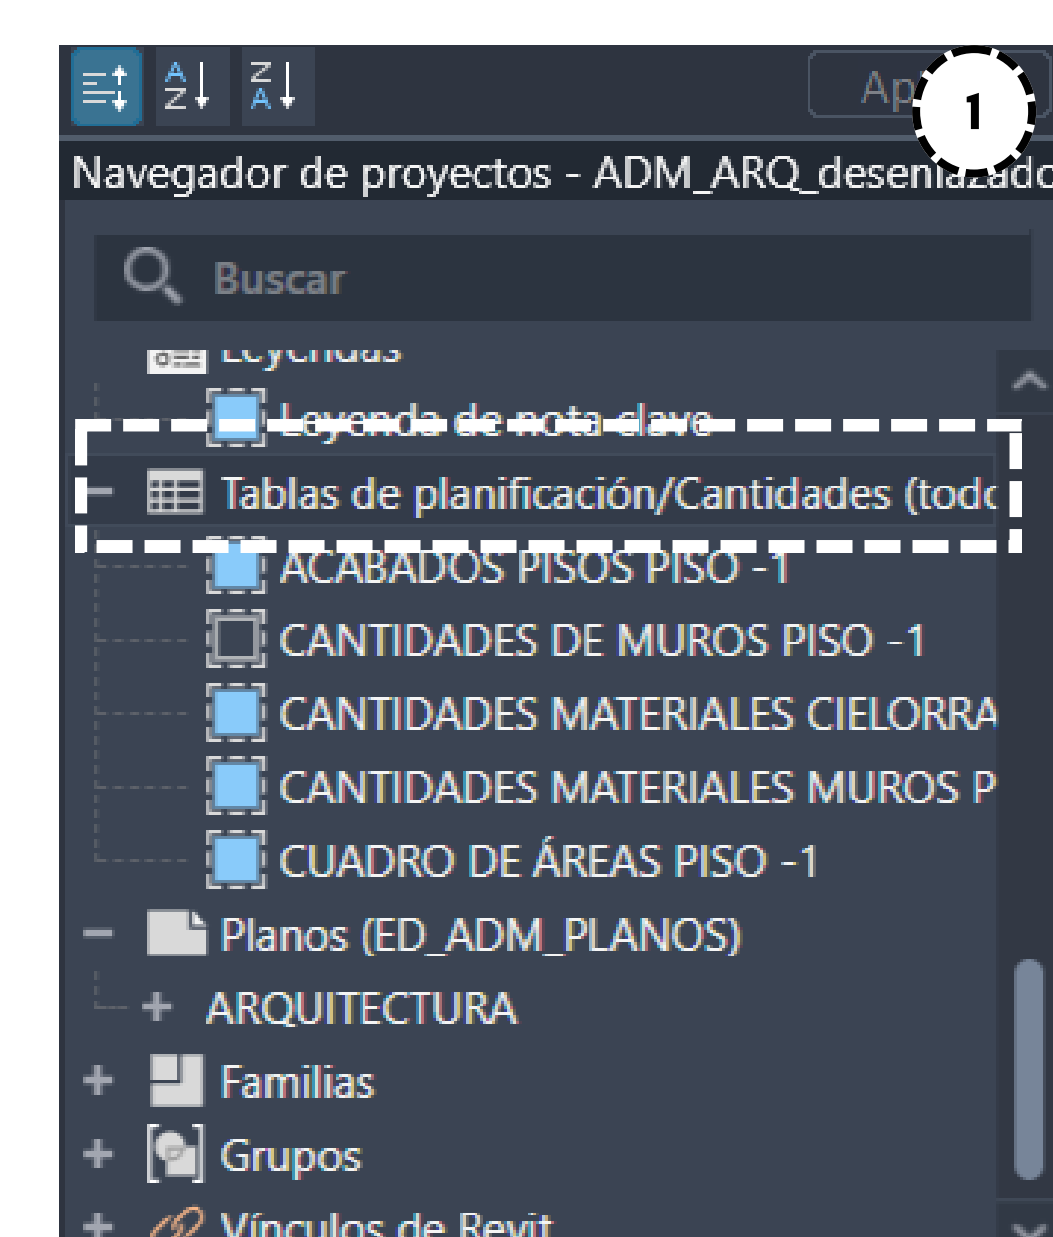 A
Z
Z
A
Ap
1
Navegador de proyectos - ADM_ARQ_desenlazado
Buscar
Leyendas
Leyenda de nota clave
Tablas de planificación/Cantidades (todo
ACABADOS PISOS PISO -1
CANTIDADES DE MUROS PISO -1
CANTIDADES MATERIALES CIELORRA
CANTIDADES MATERIALES MUROS P
CUADRO DE ÁREAS PISO -1
Planos (ED_ADM_PLANOS)
ARQUITECTURA
Familias
Grupos
Vínculos de Revit